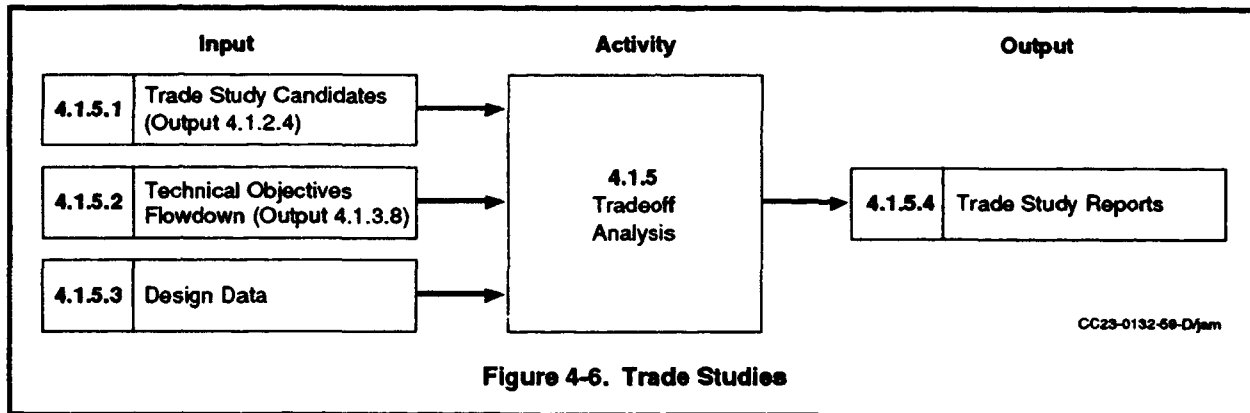 Input
Activity
Output
4.1.5.1
Trade Study Candidates
(Output 4.1.2.4)
4.1.5.2
Technical Objectives
Flowdown (Output 4.1.3.8)
4.1.5.3
Design Data
4.1.5
Tradeoff
Analysis
4.1.5.4
Trade Study Reports
CC23-0132-59-D/jam
Figure 4-6. Trade Studies